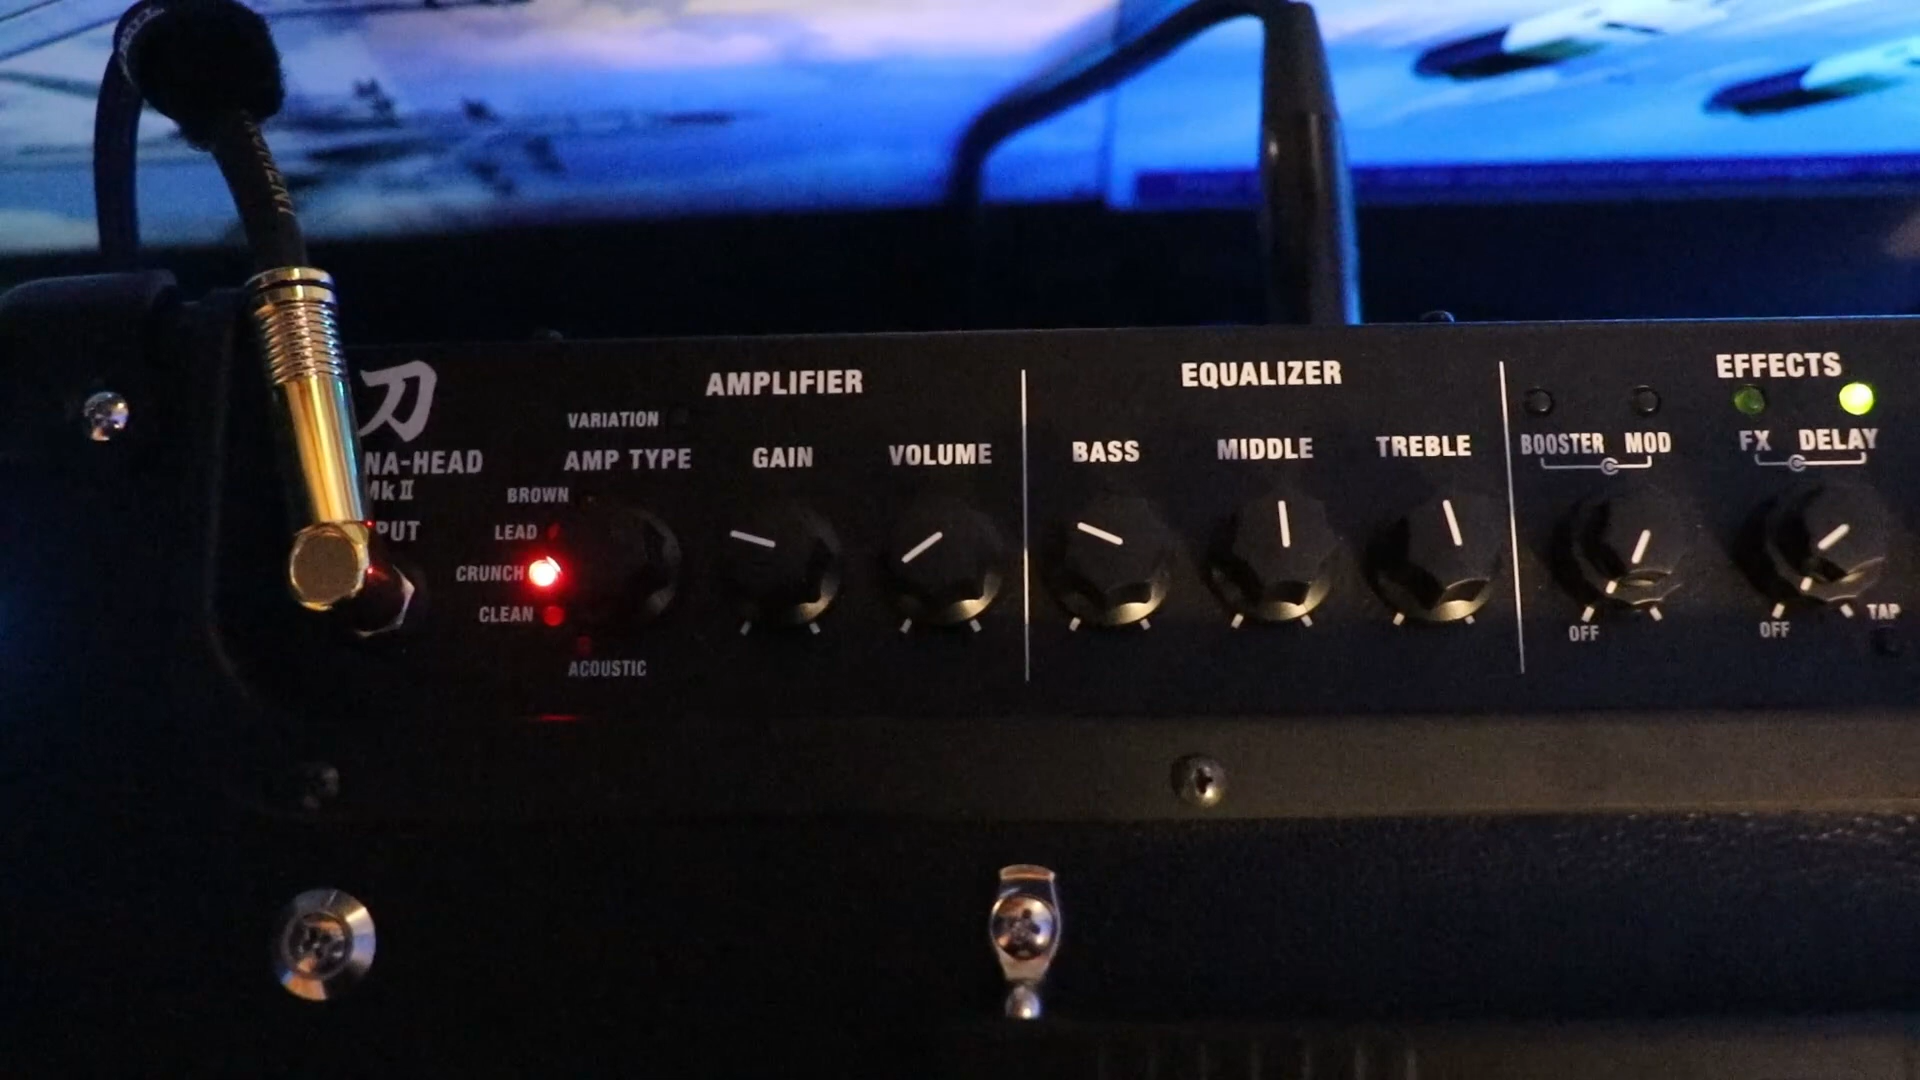 刀
NA-HEAD
Mk II
PUT
AMPLIFIER
VARIATION
AMP TYPE
BROWN
LEAD
CRUNCH
CLEAN
ACOUSTIC
GAIN
VOLUME
EQUALIZER
BASS
MIDDLE
TREBLE
EFFECTS
BOOSTER
MOD
OFF
FX
DELAY
OFF
TAP